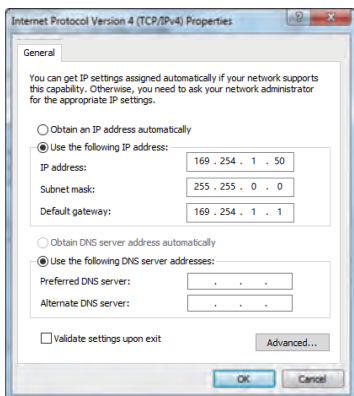 Internet Protocol Version 4 (TCP/IPv4) Properties
General
You can get IP settings assigned automatically if your network supports
this capability. Otherwise, you need to ask your network administrator
for the appropriate IP settings.
Obtain an IP address automatically
Use the following IP address:
IP address: 169 . 254 . 1 . 50
Subnet mask: 255 . 255 . 0 . 0
Default gateway: 169 . 254 . 1 . 1
Obtain DNS server address automatically
Use the following DNS server addresses:
Preferred DNS server: . . .
Alternate DNS server: . . .
Validate settings upon exit
Advanced...
OK Cancel